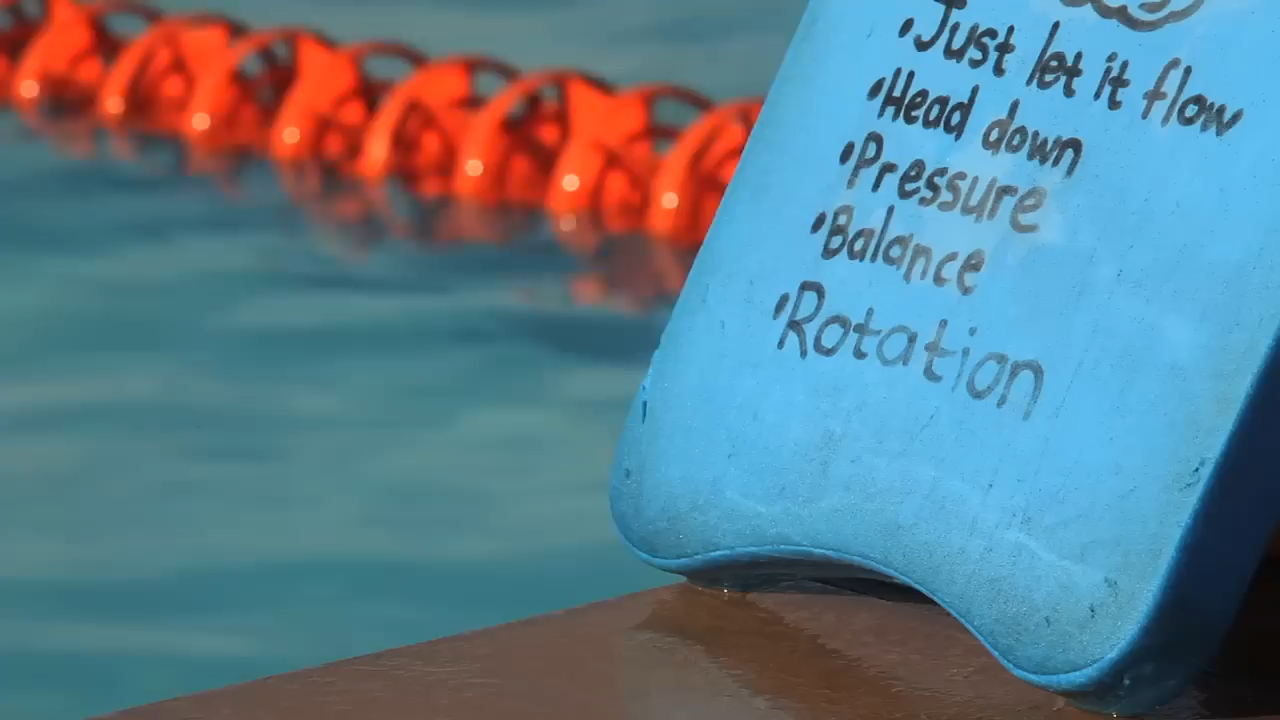 •Just let it flow
•Head down
•Pressure
•Balance
•Rotation